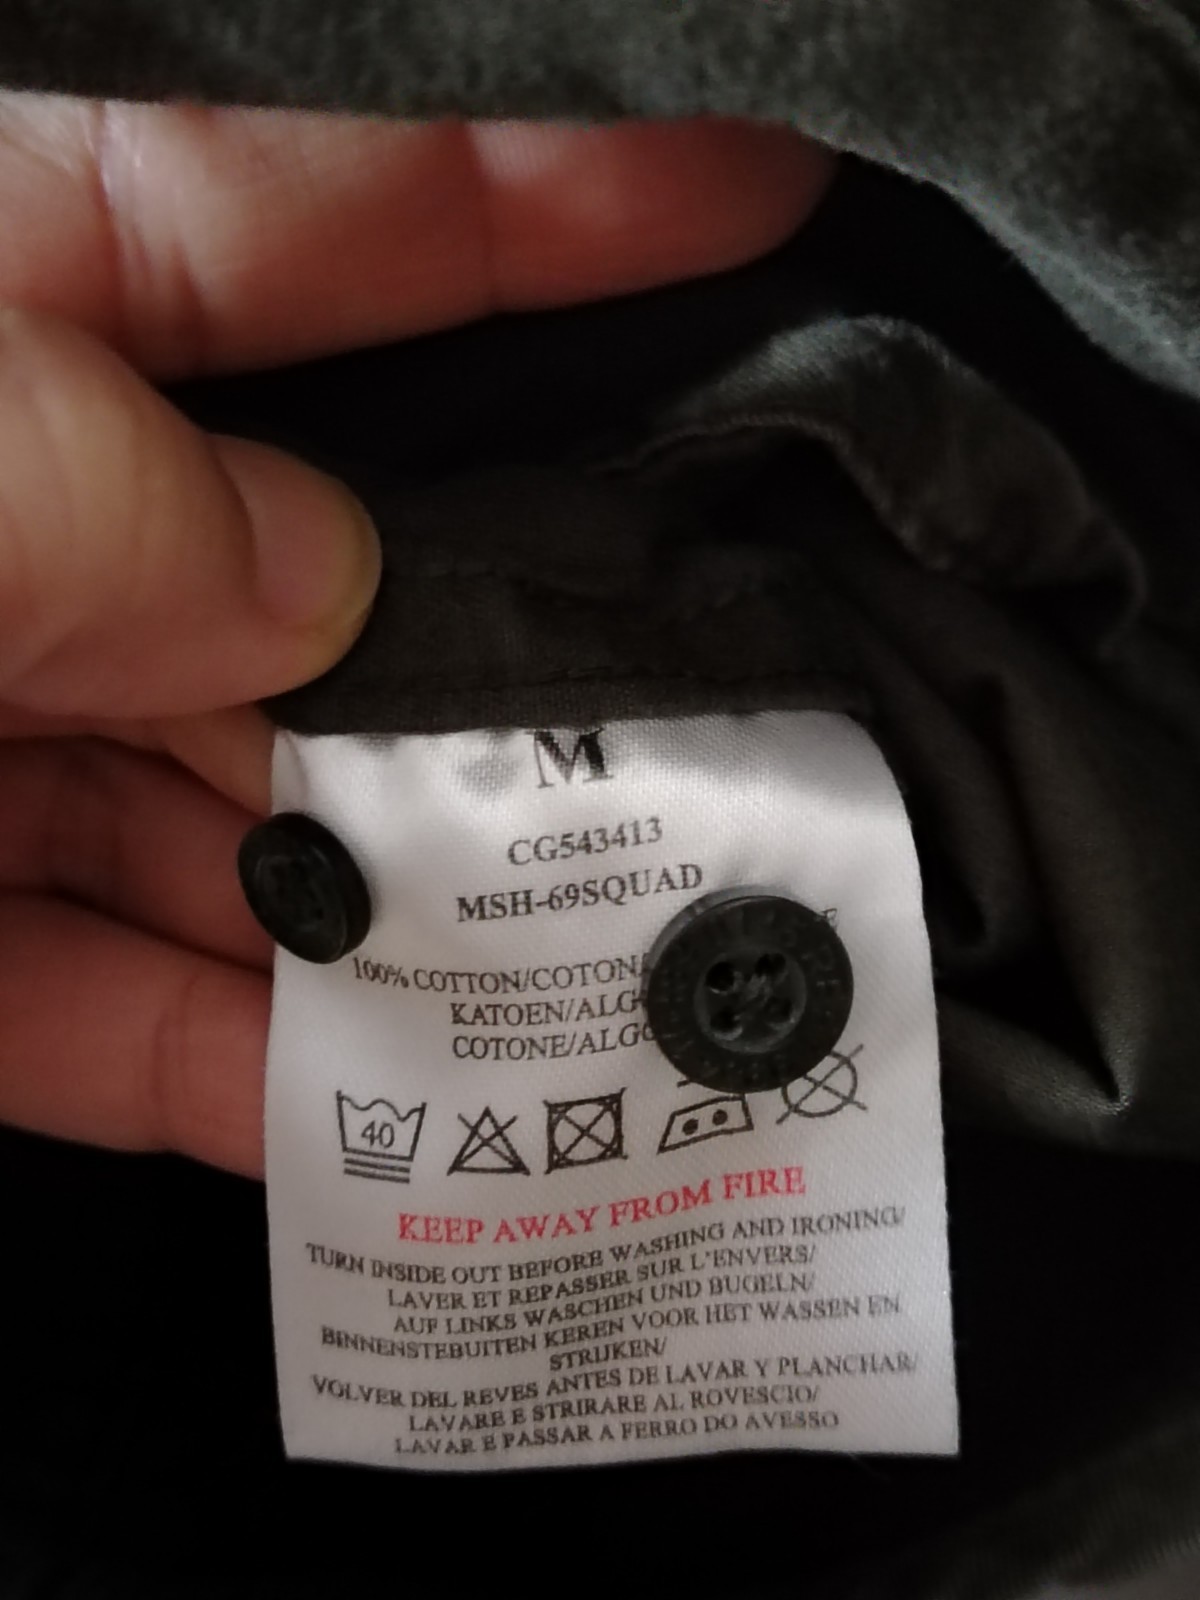 M
CG543413
MSH-69SQUAD
100% COTTON/COTON/
KATOEN/
COTONE/
40
KEEP AWAY FROM FIRE
TURN INSIDE OUT BEFORE WASHING AND IRONING/
LAVER ET REPASSER SUR L'ENVERS/
AUF LINKS WASCHEN UND BUGELN/
BINNENSTEBUITEN KEREN VOOR HET WASSEN EN
STRIJKEN/
VOLVER DEL REVES ANTES DE LAVAR Y PLANCHAR/
LAVARE E STIRARE AL ROVESCIO/
LAVAR E PASSAR A FERRO DO AVESSO